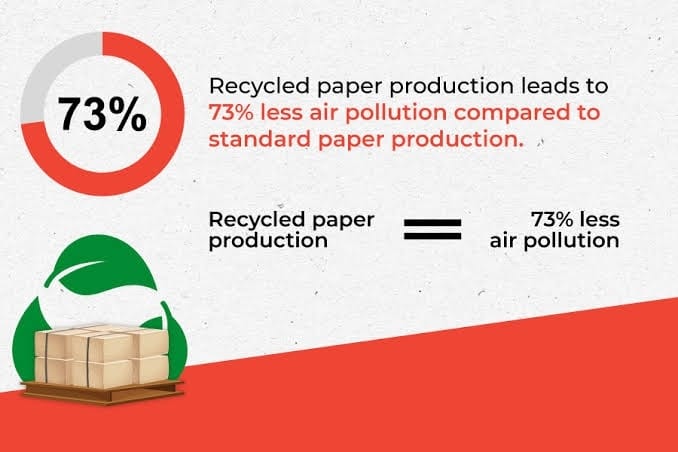 73%
Recycled paper production leads to
73% less air pollution compared to
standard paper production.
Recycled paper
production
=
73% less
air pollution